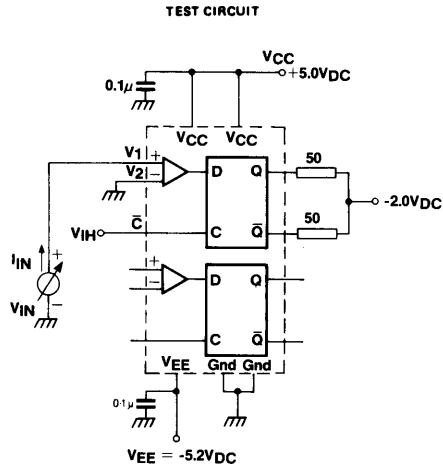 TEST CIRCUIT
VCC
+5.0VDC
0.1μ
VCC VCC
V1 +
V2 −
D Q
50
-2.0VDC
C̅
VIH
C Q̅
50
IIN
+
VIN
−
+
−
D Q
C Q̅
VEE Gnd Gnd
0·1μ
VEE = -5.2VDC